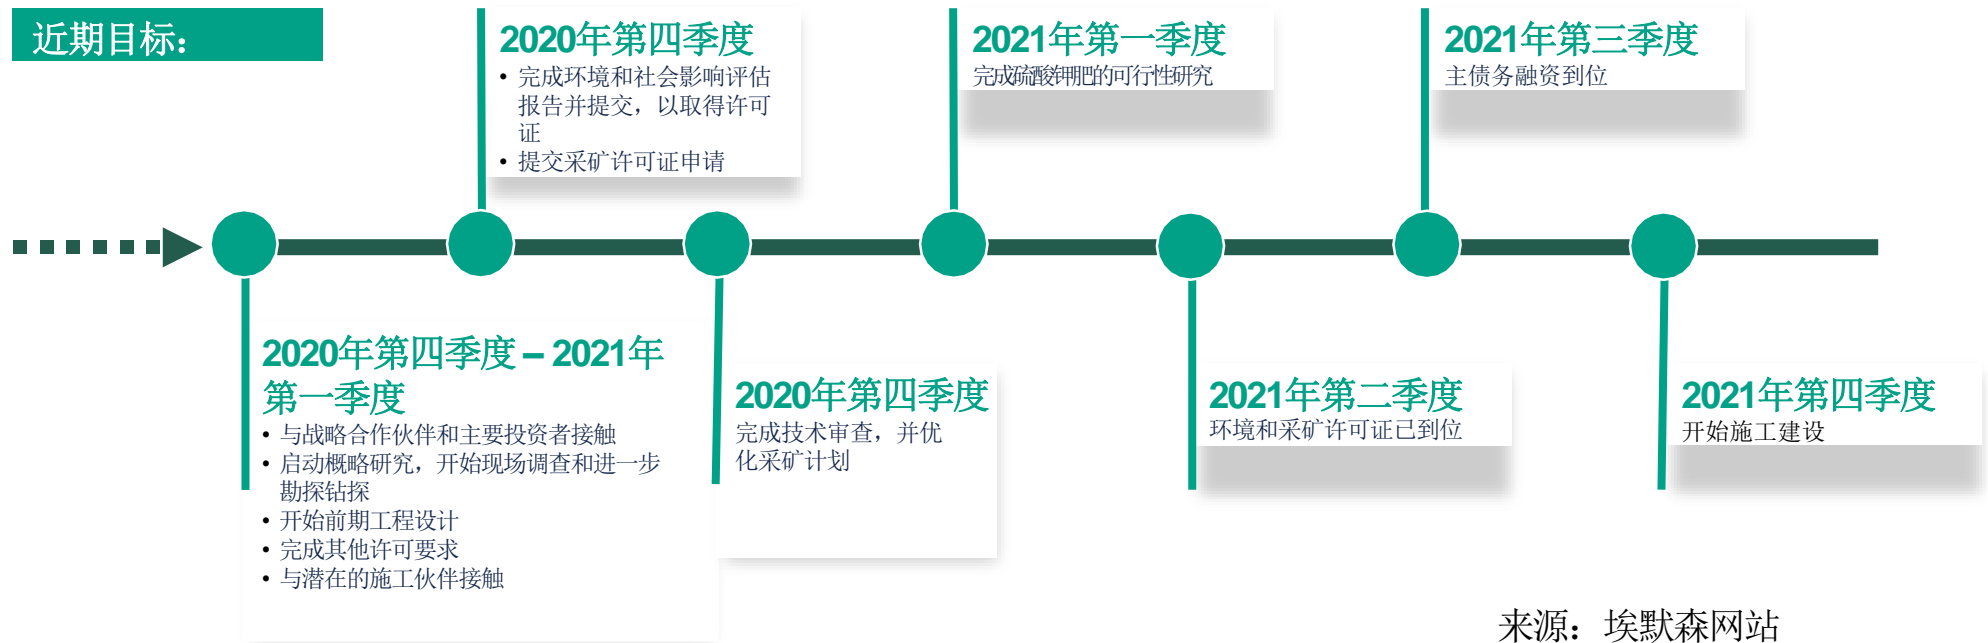 近期目标：
2020年第四季度
• 完成环境和社会影响评估
报告并提交，以取得许可
证
• 提交采矿许可证申请
2021年第一季度
完成硫酸钾肥的可行性研究
2021年第三季度
主债务融资到位
2020年第四季度 – 2021年
第一季度
• 与战略合作伙伴和主要投资者接触
• 启动概略研究，开始现场调查和进一步
勘探钻探
• 开始前期工程设计
• 完成其他许可要求
• 与潜在的施工伙伴接触
2020年第四季度
完成技术审查，并优
化采矿计划
2021年第二季度
环境和采矿许可证已到位
2021年第四季度
开始施工建设
来源：埃默森网站